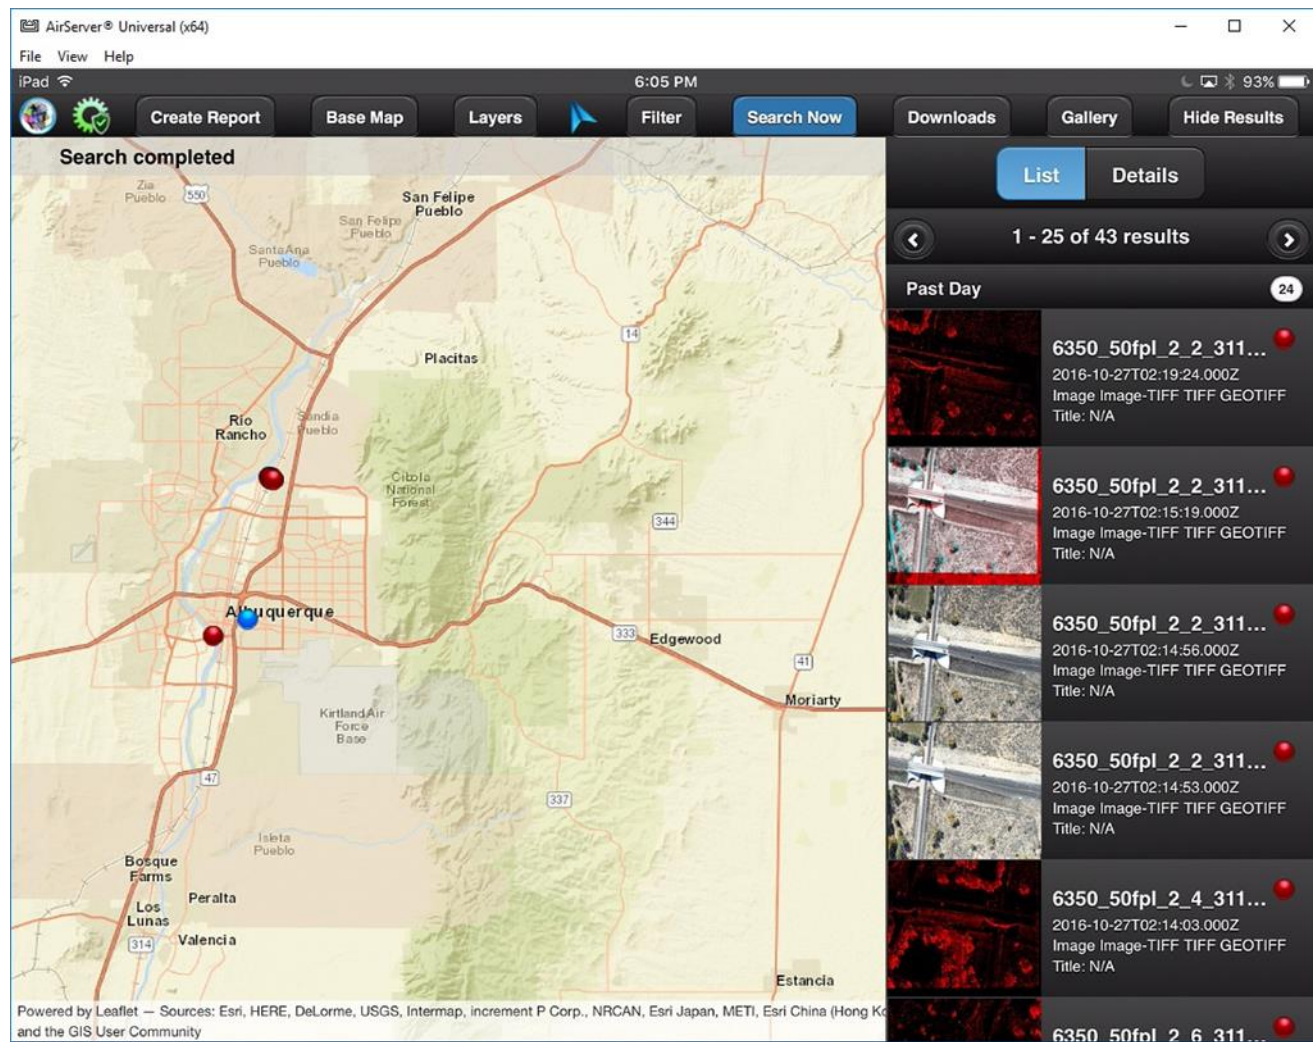 AirServer® Universal (x64)
File View Help
iPad 6:05 PM 93%
Create Report Base Map Layers Filter Search Now Downloads Gallery Hide Results
Search completed
List Details
1 - 25 of 43 results
Past Day 24
6350_50fpl_2_2_311...
2016-10-27T02:19:24.000Z
Image Image-TIFF TIFF GEOTIFF
Title: N/A
6350_50fpl_2_2_311...
2016-10-27T02:15:19.000Z
Image Image-TIFF TIFF GEOTIFF
Title: N/A
6350_50fpl_2_2_311...
2016-10-27T02:14:56.000Z
Image Image-TIFF TIFF GEOTIFF
Title: N/A
6350_50fpl_2_2_311...
2016-10-27T02:14:53.000Z
Image Image-TIFF TIFF GEOTIFF
Title: N/A
6350_50fpl_2_4_311...
2016-10-27T02:14:03.000Z
Image Image-TIFF TIFF GEOTIFF
Title: N/A
6350_50fpl_2_6_311...
Zia
Pueblo
550
San Felipe
Pueblo
San Felipe
Pueblo
Santa Ana
Pueblo
14
Placitas
Rio
Rancho
Sandia
Pueblo
Cibola
National
Forest
344
Albuquerque
333
Edgewood
41
Moriarty
Kirtland Air
Force
Base
47
337
Isleta
Pueblo
Bosque
Farms
Peralta
Los
Lunas
314
Valencia
Estancia
Powered by Leaflet — Sources: Esri, HERE, DeLorme, USGS, Intermap, increment P Corp., NRCAN, Esri Japan, METI, Esri China (Hong Ko
and the GIS User Community